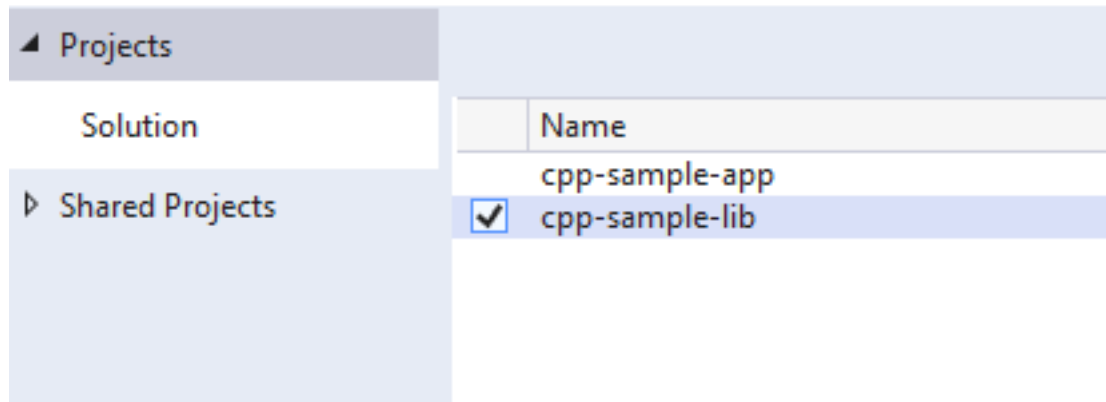 Projects
Solution
Shared Projects
Name
cpp-sample-app
cpp-sample-lib